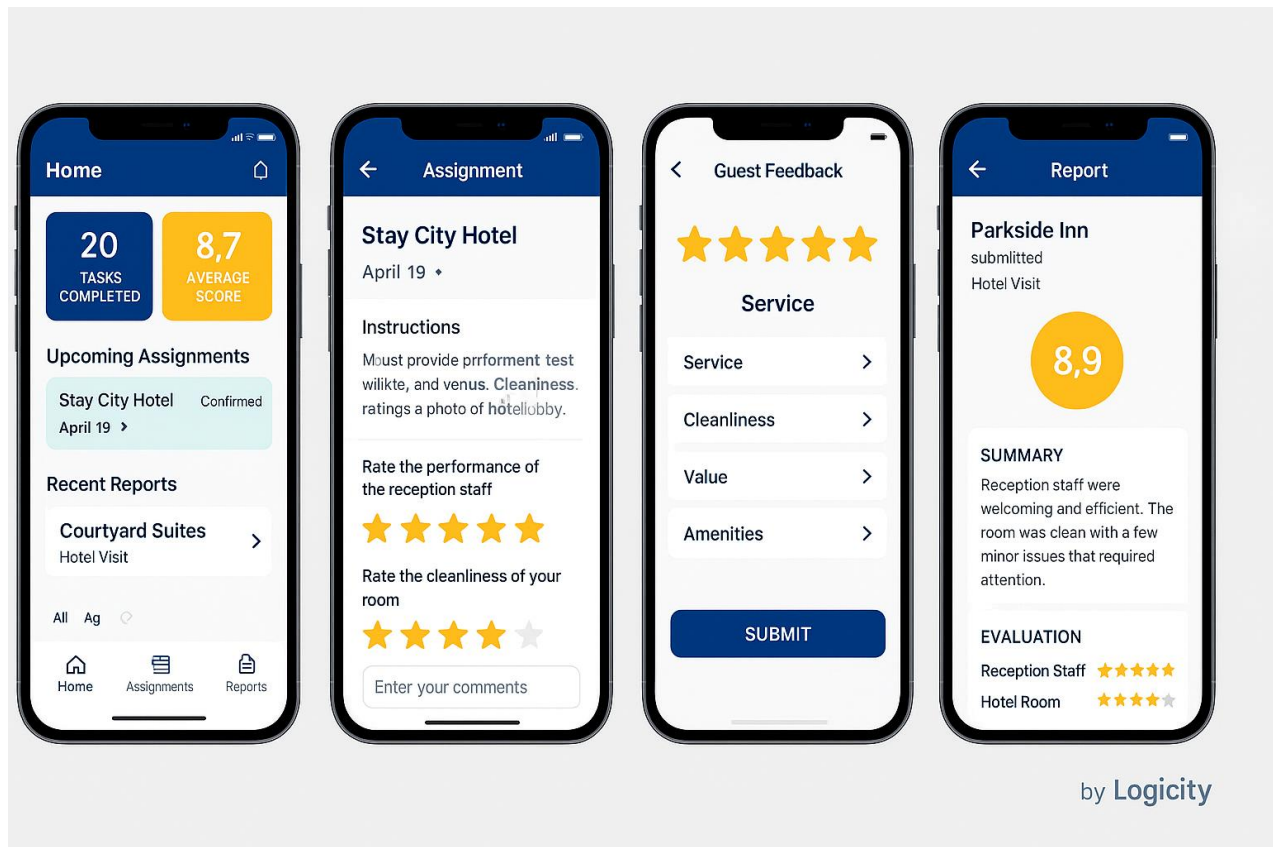 Home
20
TASKS
COMPLETED
8,7
AVERAGE
SCORE
Upcoming Assignments
Stay City Hotel Confirmed
April 19
Recent Reports
Courtyard Suites
Hotel Visit
All Ag
Home Assignments Reports
Assignment
Stay City Hotel
April 19
Instructions
Moust provide prrforment test
wilikte, and venus. Cleaniness.
ratings a photo of hotellobby.
Rate the performance of
the reception staff
Rate the cleanliness of your
room
Enter your comments
Guest Feedback
Service
Service
Cleanliness
Value
Amenities
SUBMIT
Report
Parkside Inn
submlitted
Hotel Visit
8,9
SUMMARY
Reception staff were
welcoming and efficient. The
room was clean with a few
minor issues that required
attention.
EVALUATION
Reception Staff
Hotel Room
by Logicity